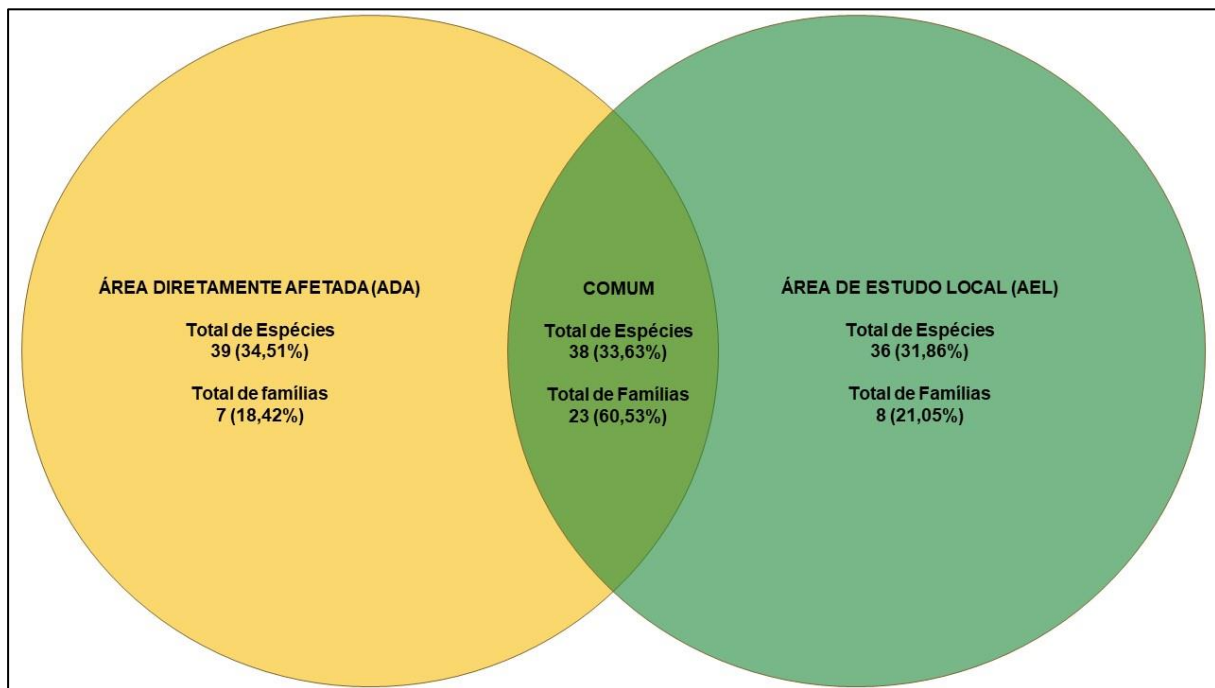 ÁREA DIRETAMENTE AFETADA (ADA)
Total de Espécies
39 (34,51%)
Total de famílias
7 (18,42%)
COMUM
Total de Espécies
38 (33,63%)
Total de Famílias
23 (60,53%)
ÁREA DE ESTUDO LOCAL (AEL)
Total de Espécies
36 (31,86%)
Total de Famílias
8 (21,05%)